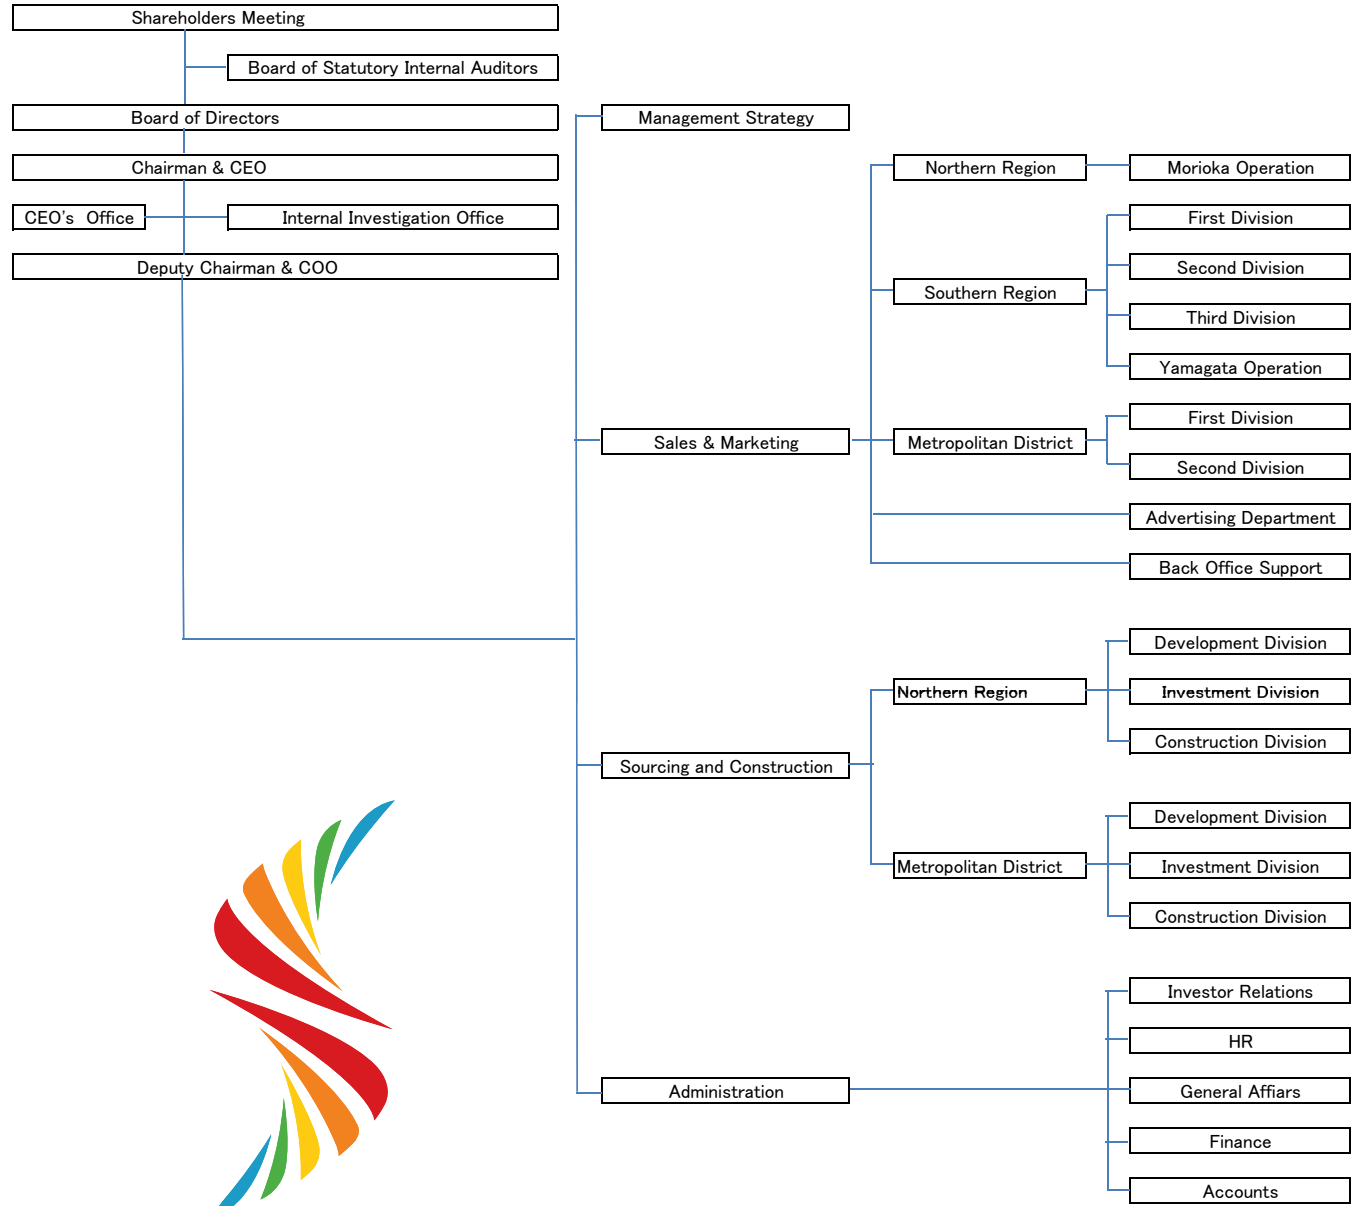 Shareholders Meeting
Board of Statutory Internal Auditors
Board of Directors
Chairman & CEO
CEO's Office
Internal Investigation Office
Deputy Chairman & COO
Management Strategy
Sales & Marketing
Northern Region
Morioka Operation
Southern Region
First Division
Second Division
Third Division
Yamagata Operation
Metropolitan District
First Division
Second Division
Advertising Department
Back Office Support
Sourcing and Construction
Northern Region
Development Division
Investment Division
Construction Division
Metropolitan District
Development Division
Investment Division
Construction Division
Administration
Investor Relations
HR
General Affiars
Finance
Accounts